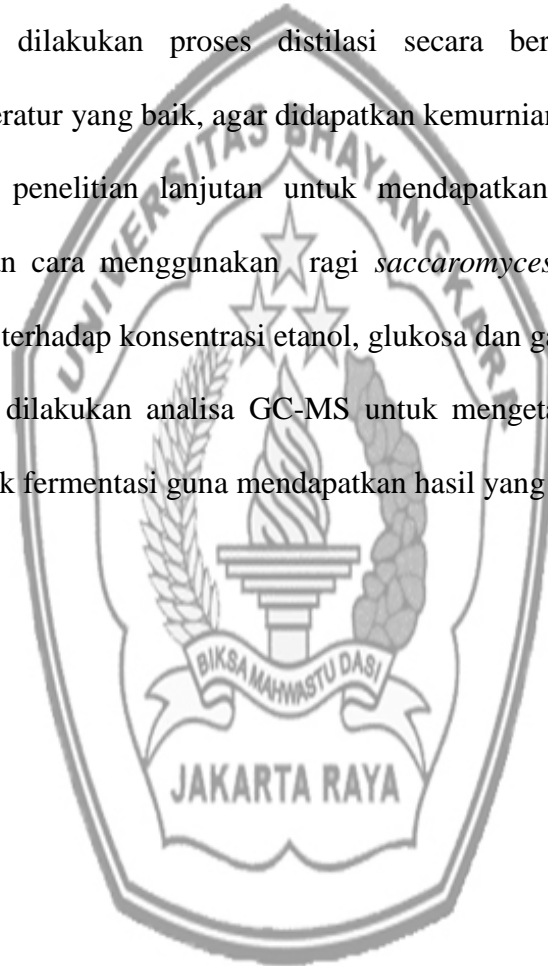 dilakukan proses distilasi secara ber
eratur yang baik, agar didapatkan kemurnian
penelitian lanjutan untuk mendapatkan
an cara menggunakan ragi saccaromyces
terhadap konsentrasi etanol, glukosa dan ga
dilakukan analisa GC-MS untuk mengeta
k fermentasi guna mendapatkan hasil yang
UNIVERSITAS BHAYANGKARA
BIKSA MAHWASTU DASI
JAKARTA RAYA